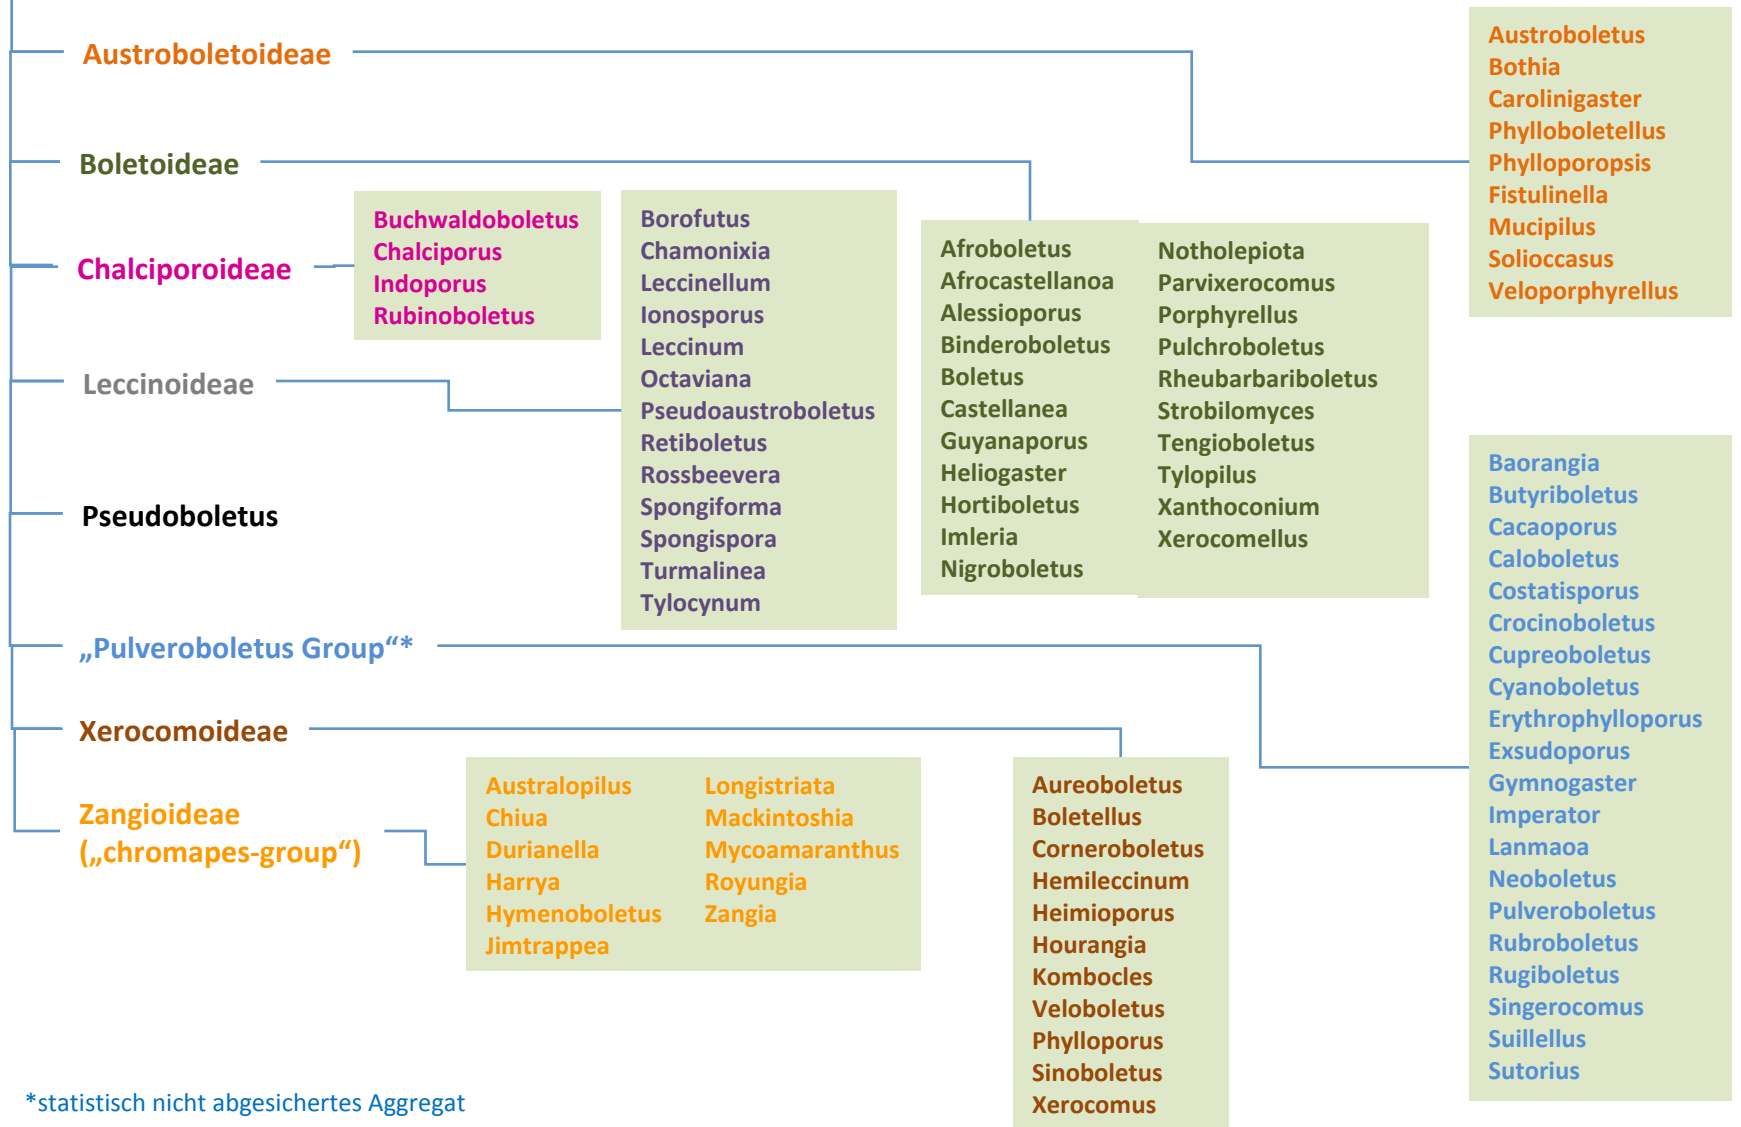 Austroboletoideae
Austroboletus
Bothia
Carolinigaster
Phylloboletellus
Phylloporopsis
Fistulinella
Mucipilus
Solioccasus
Veloporphyrellus
Boletoideae
Afroboletus
Afrocastellanoa
Alessioporus
Binderoboletus
Boletus
Castellanea
Guyanaporus
Heliogaster
Hortiboletus
Imleria
Nigroboletus
Notholepiota
Parvixerocomus
Porphyrellus
Pulchroboletus
Rheubarbariboletus
Strobilomyces
Tengioboletus
Tylopilus
Xanthoconium
Xerocomellus
Chalciporoideae
Buchwaldoboletus
Chalciporus
Indoporus
Rubinoboletus
Leccinoideae
Borofutus
Chamonixia
Leccinellum
Ionosporus
Leccinum
Octaviana
Pseudoaustroboletus
Retiboletus
Rossbeevera
Spongiforma
Spongispora
Turmalinea
Tylocynum
Pseudoboletus
„Pulveroboletus Group“*
Baorangia
Butyriboletus
Cacaoporus
Caloboletus
Costatisporus
Crocinoboletus
Cupreoboletus
Cyanoboletus
Erythrophylloporus
Exsudoporus
Gymnogaster
Imperator
Lanmaoa
Neoboletus
Pulveroboletus
Rubroboletus
Rugiboletus
Singerocomus
Suillellus
Sutorius
Xerocomoideae
Aureoboletus
Boletellus
Corneroboletus
Hemileccinum
Heimioporus
Hourangia
Kombocles
Veloboletus
Phylloporus
Sinoboletus
Xerocomus
Zangioideae
(„chromapes-group“)
Australopilus
Chiua
Durianella
Harrya
Hymenoboletus
Jimtrappea
Longistriata
Mackintoshia
Mycoamaranthus
Royungia
Zangia
*statistisch nicht abgesichertes Aggregat